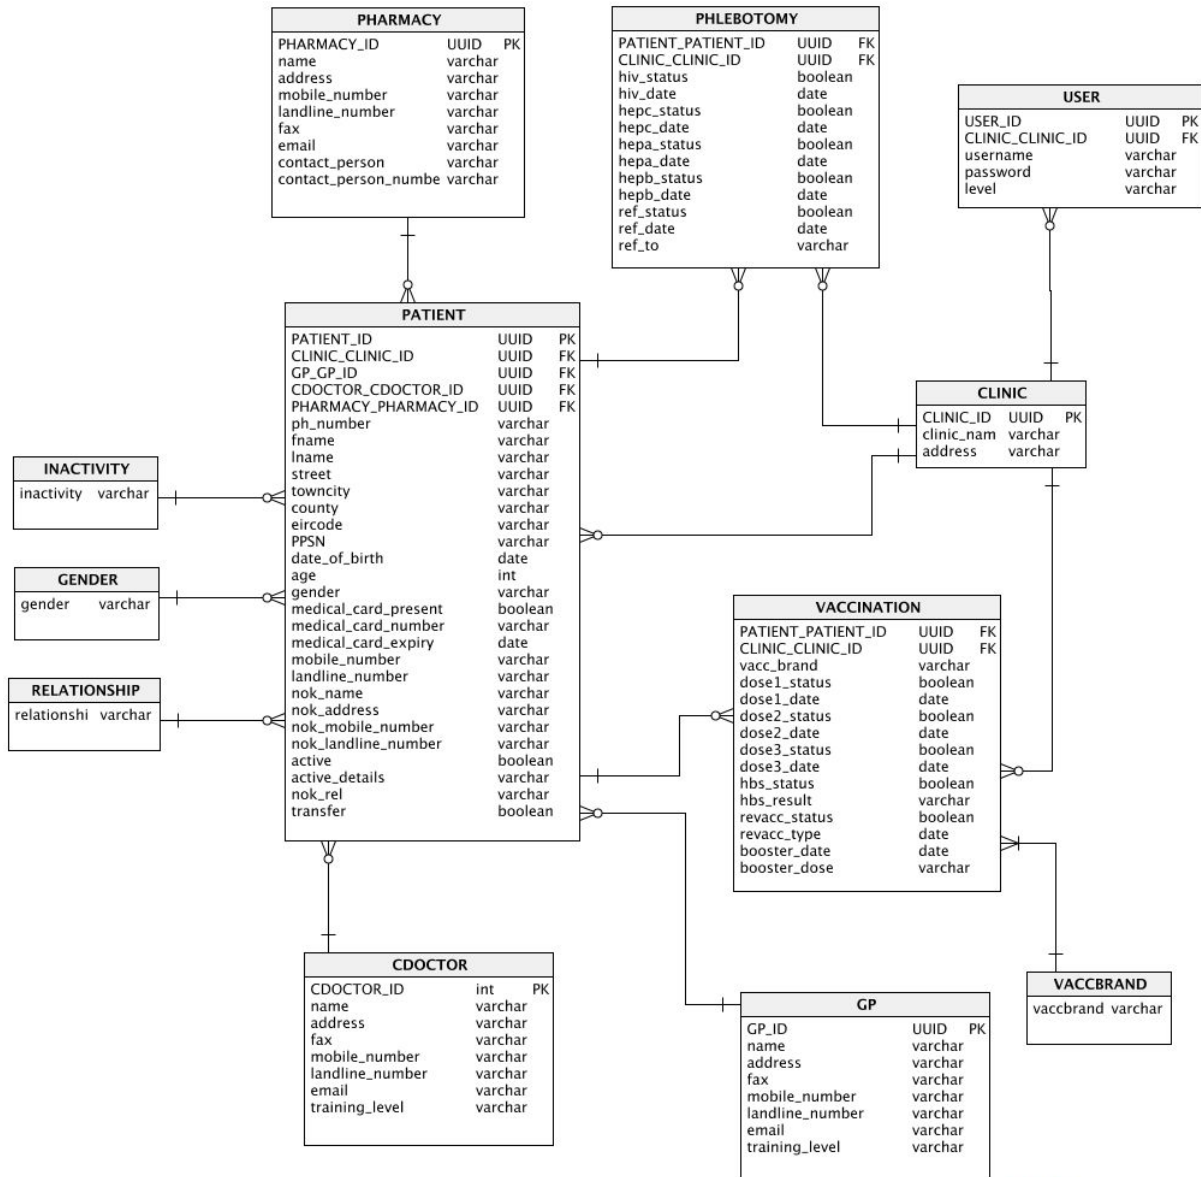 PHARMACY
PHARMACY_ID UUID PK
name varchar
address varchar
mobile_number varchar
landline_number varchar
fax varchar
email varchar
contact_person varchar
contact_person_numbe varchar
PHLEBOTOMY
PATIENT_PATIENT_ID UUID FK
CLINIC_CLINIC_ID UUID FK
hiv_status boolean
hiv_date date
hepc_status boolean
hepc_date date
hepa_status boolean
hepa_date date
hepb_status boolean
hepb_date date
ref_status boolean
ref_date date
ref_to varchar
USER
USER_ID UUID PK
CLINIC_CLINIC_ID UUID FK
username varchar
password varchar
level varchar
PATIENT
PATIENT_ID UUID PK
CLINIC_CLINIC_ID UUID FK
GP_GP_ID UUID FK
CDOCTOR_CDOCTOR_ID UUID FK
PHARMACY_PHARMACY_ID UUID FK
ph_number varchar
fname varchar
lname varchar
street varchar
towncity varchar
county varchar
eircode varchar
PPSN varchar
date_of_birth date
age int
gender varchar
medical_card_present boolean
medical_card_number varchar
medical_card_expiry date
mobile_number varchar
landline_number varchar
nok_name varchar
nok_address varchar
nok_mobile_number varchar
nok_landline_number varchar
active boolean
active_details varchar
nok_rel varchar
transfer boolean
CLINIC
CLINIC_ID UUID PK
clinic_nam varchar
address varchar
INACTIVITY
inactivity varchar
GENDER
gender varchar
RELATIONSHIP
relationshi varchar
VACCINATION
PATIENT_PATIENT_ID UUID FK
CLINIC_CLINIC_ID UUID FK
vacc_brand varchar
dose1_status boolean
dose1_date date
dose2_status boolean
dose2_date date
dose3_status boolean
dose3_date date
hbs_status boolean
hbs_result varchar
revacc_status boolean
revacc_type date
booster_date date
booster_dose varchar
CDOCTOR
CDOCTOR_ID int PK
name varchar
address varchar
fax varchar
mobile_number varchar
landline_number varchar
email varchar
training_level varchar
GP
GP_ID UUID PK
name varchar
address varchar
fax varchar
mobile_number varchar
landline_number varchar
email varchar
training_level varchar
VACCBRAND
vaccbrand varchar